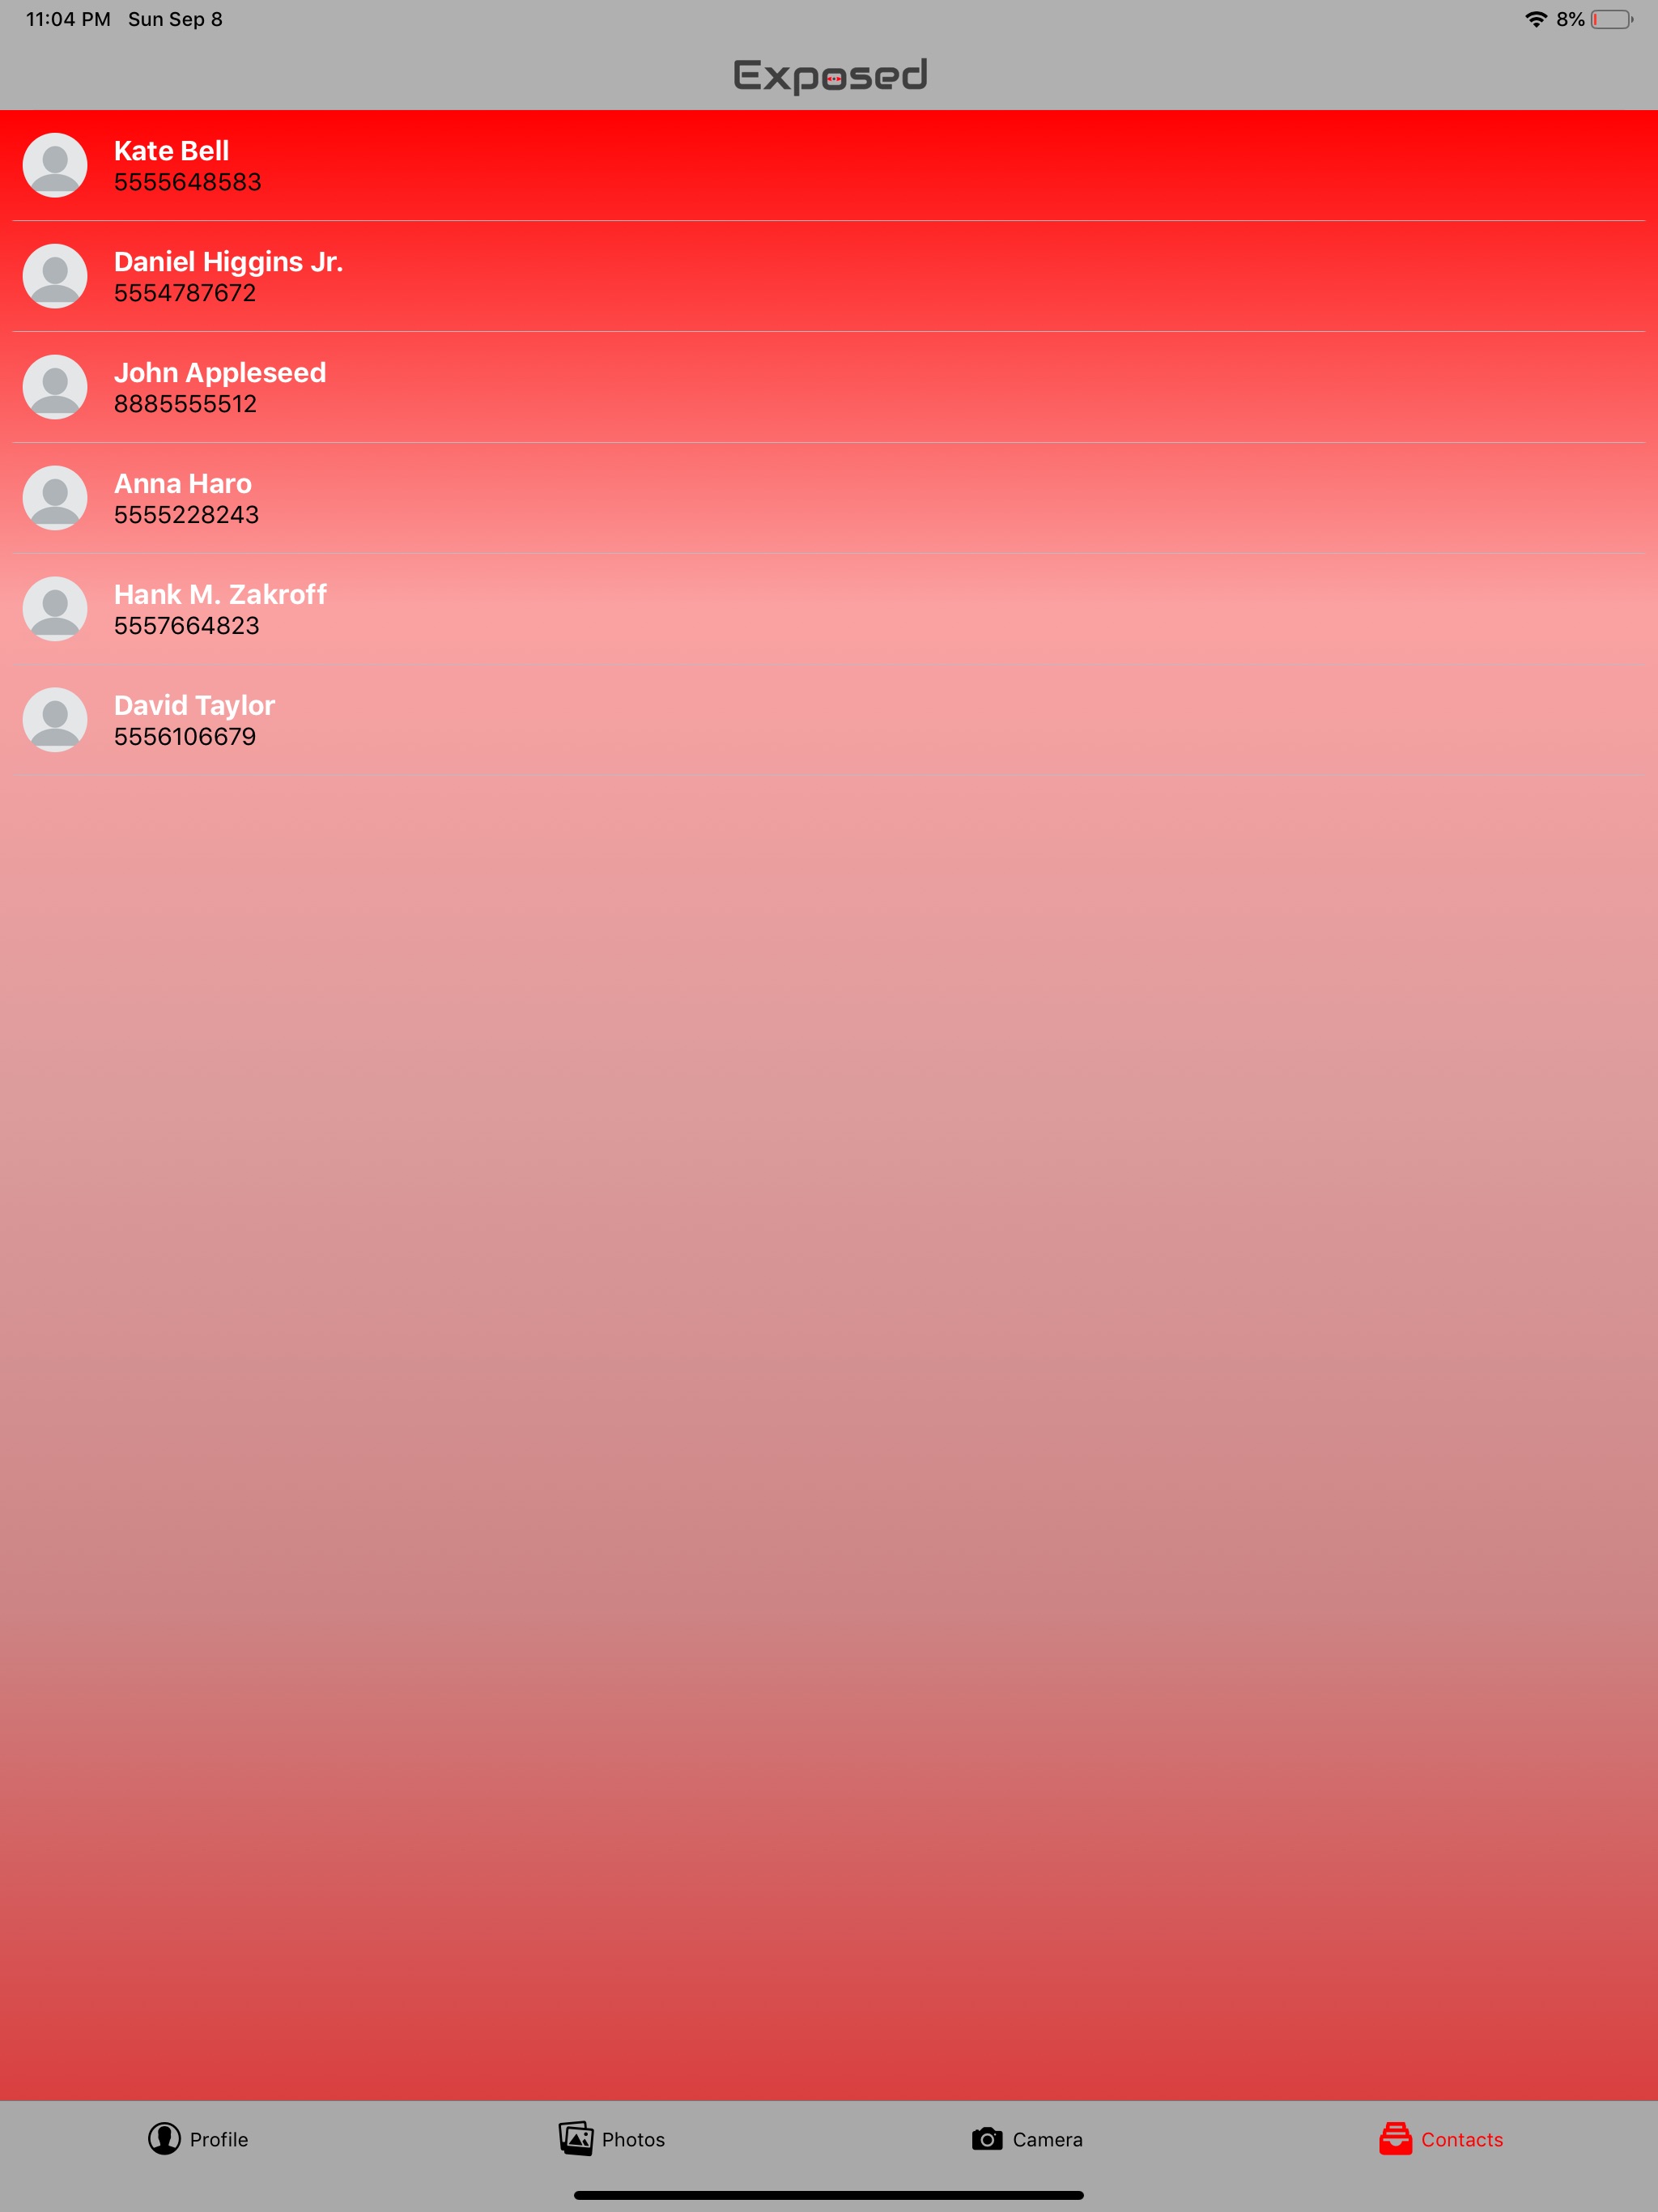 11:04 PM Sun Sep 8 8%
Exposed
Kate Bell
5555648583
Daniel Higgins Jr.
5554787672
John Appleseed
8885555512
Anna Haro
5555228243
Hank M. Zakroff
5557664823
David Taylor
5556106679
Profile Photos Camera Contacts